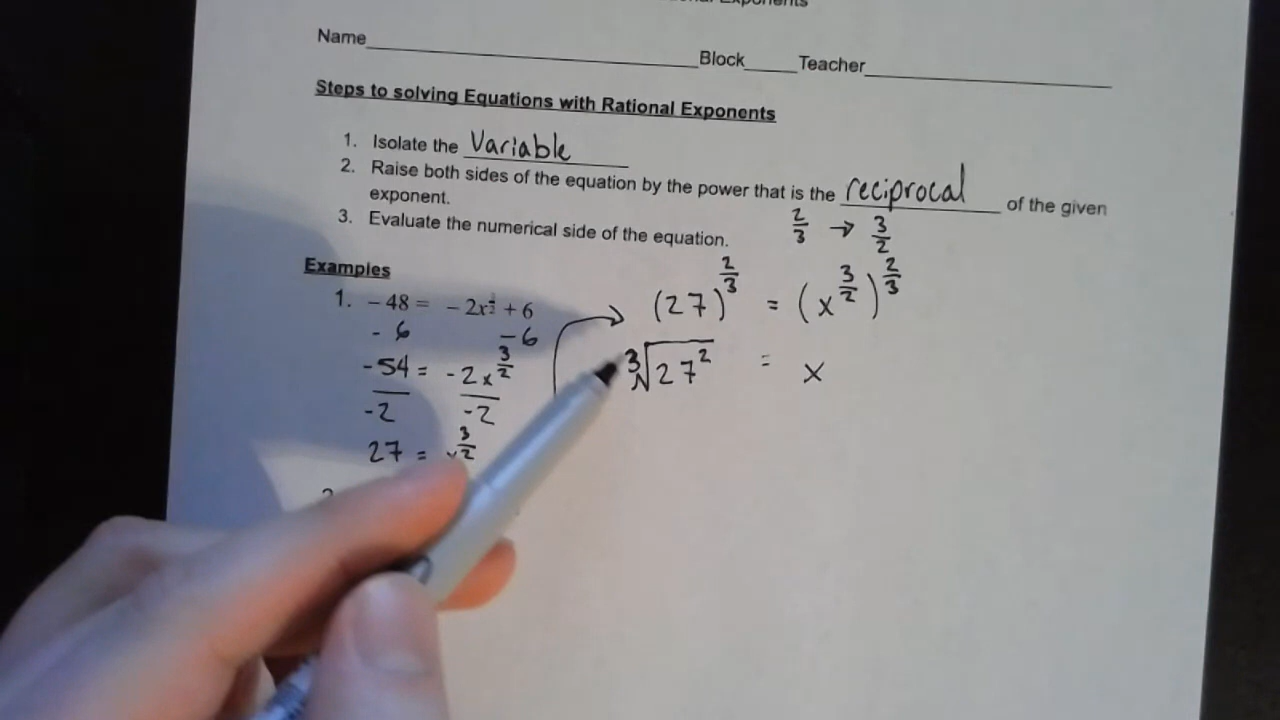 Exponents
Name Block Teacher
Steps to solving Equations with Rational Exponents
1. Isolate the Variable
2. Raise both sides of the equation by the power that is the reciprocal of the given
exponent.
2/3 → 3/2
3. Evaluate the numerical side of the equation.
Examples
1. -48 = -2x^(3/2) + 6
- 6 - 6
-54 = -2x^(3/2)
-2 -2
27 = x^(3/2)
(27)^(2/3) = (x^(3/2))^(2/3)
∛27² = x